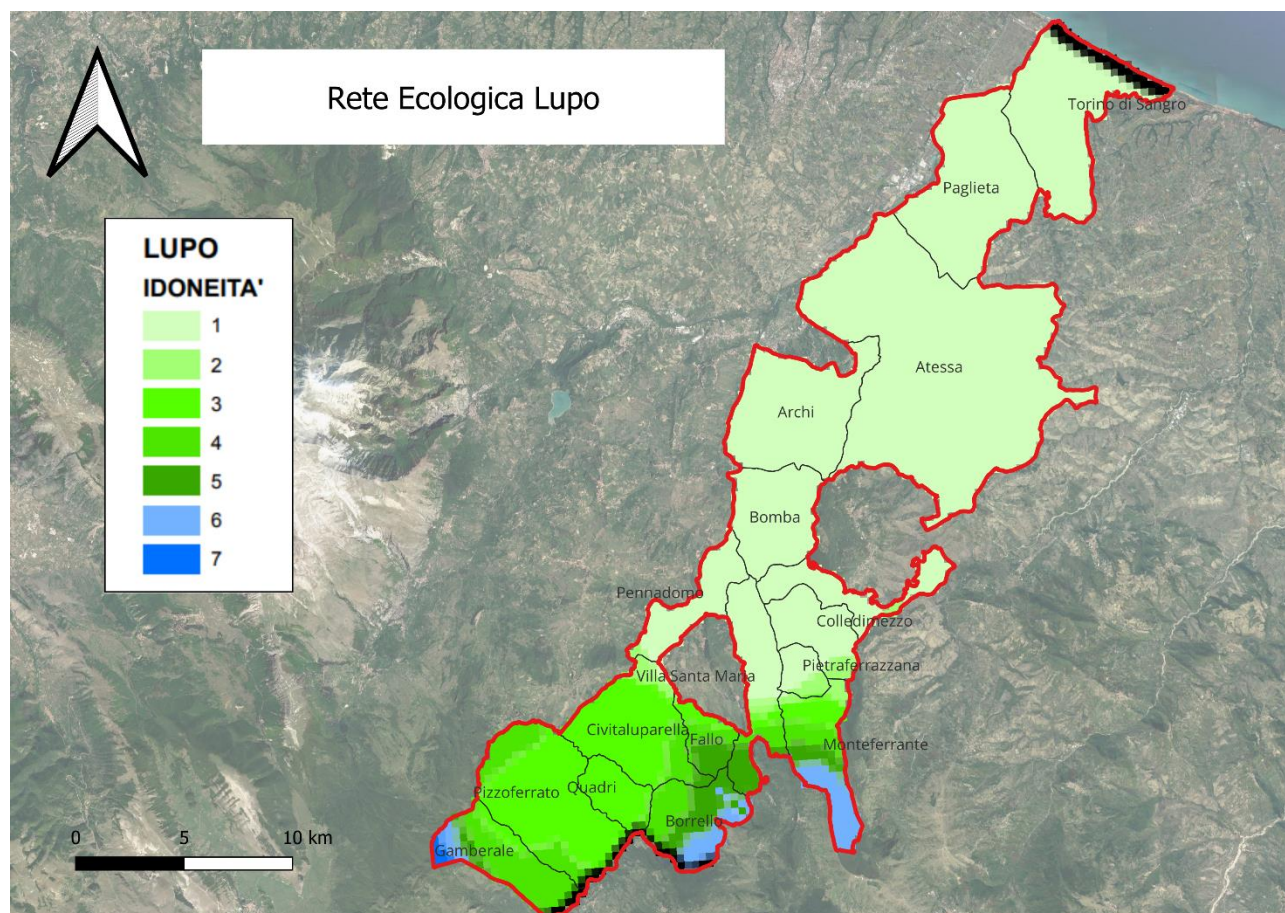 Rete Ecologica Lupo
LUPO
IDONEITA'
1
2
3
4
5
6
7
Torino di Sangro
Paglieta
Atessa
Archi
Bomba
Pennadomo
Colledimezzo
Pietraferrazzana
Villa Santa Maria
Civitaluparella
Fallo
Monteferrante
Pizzoferrato
Quadri
Borrello
Gamberale
0 5 10 km